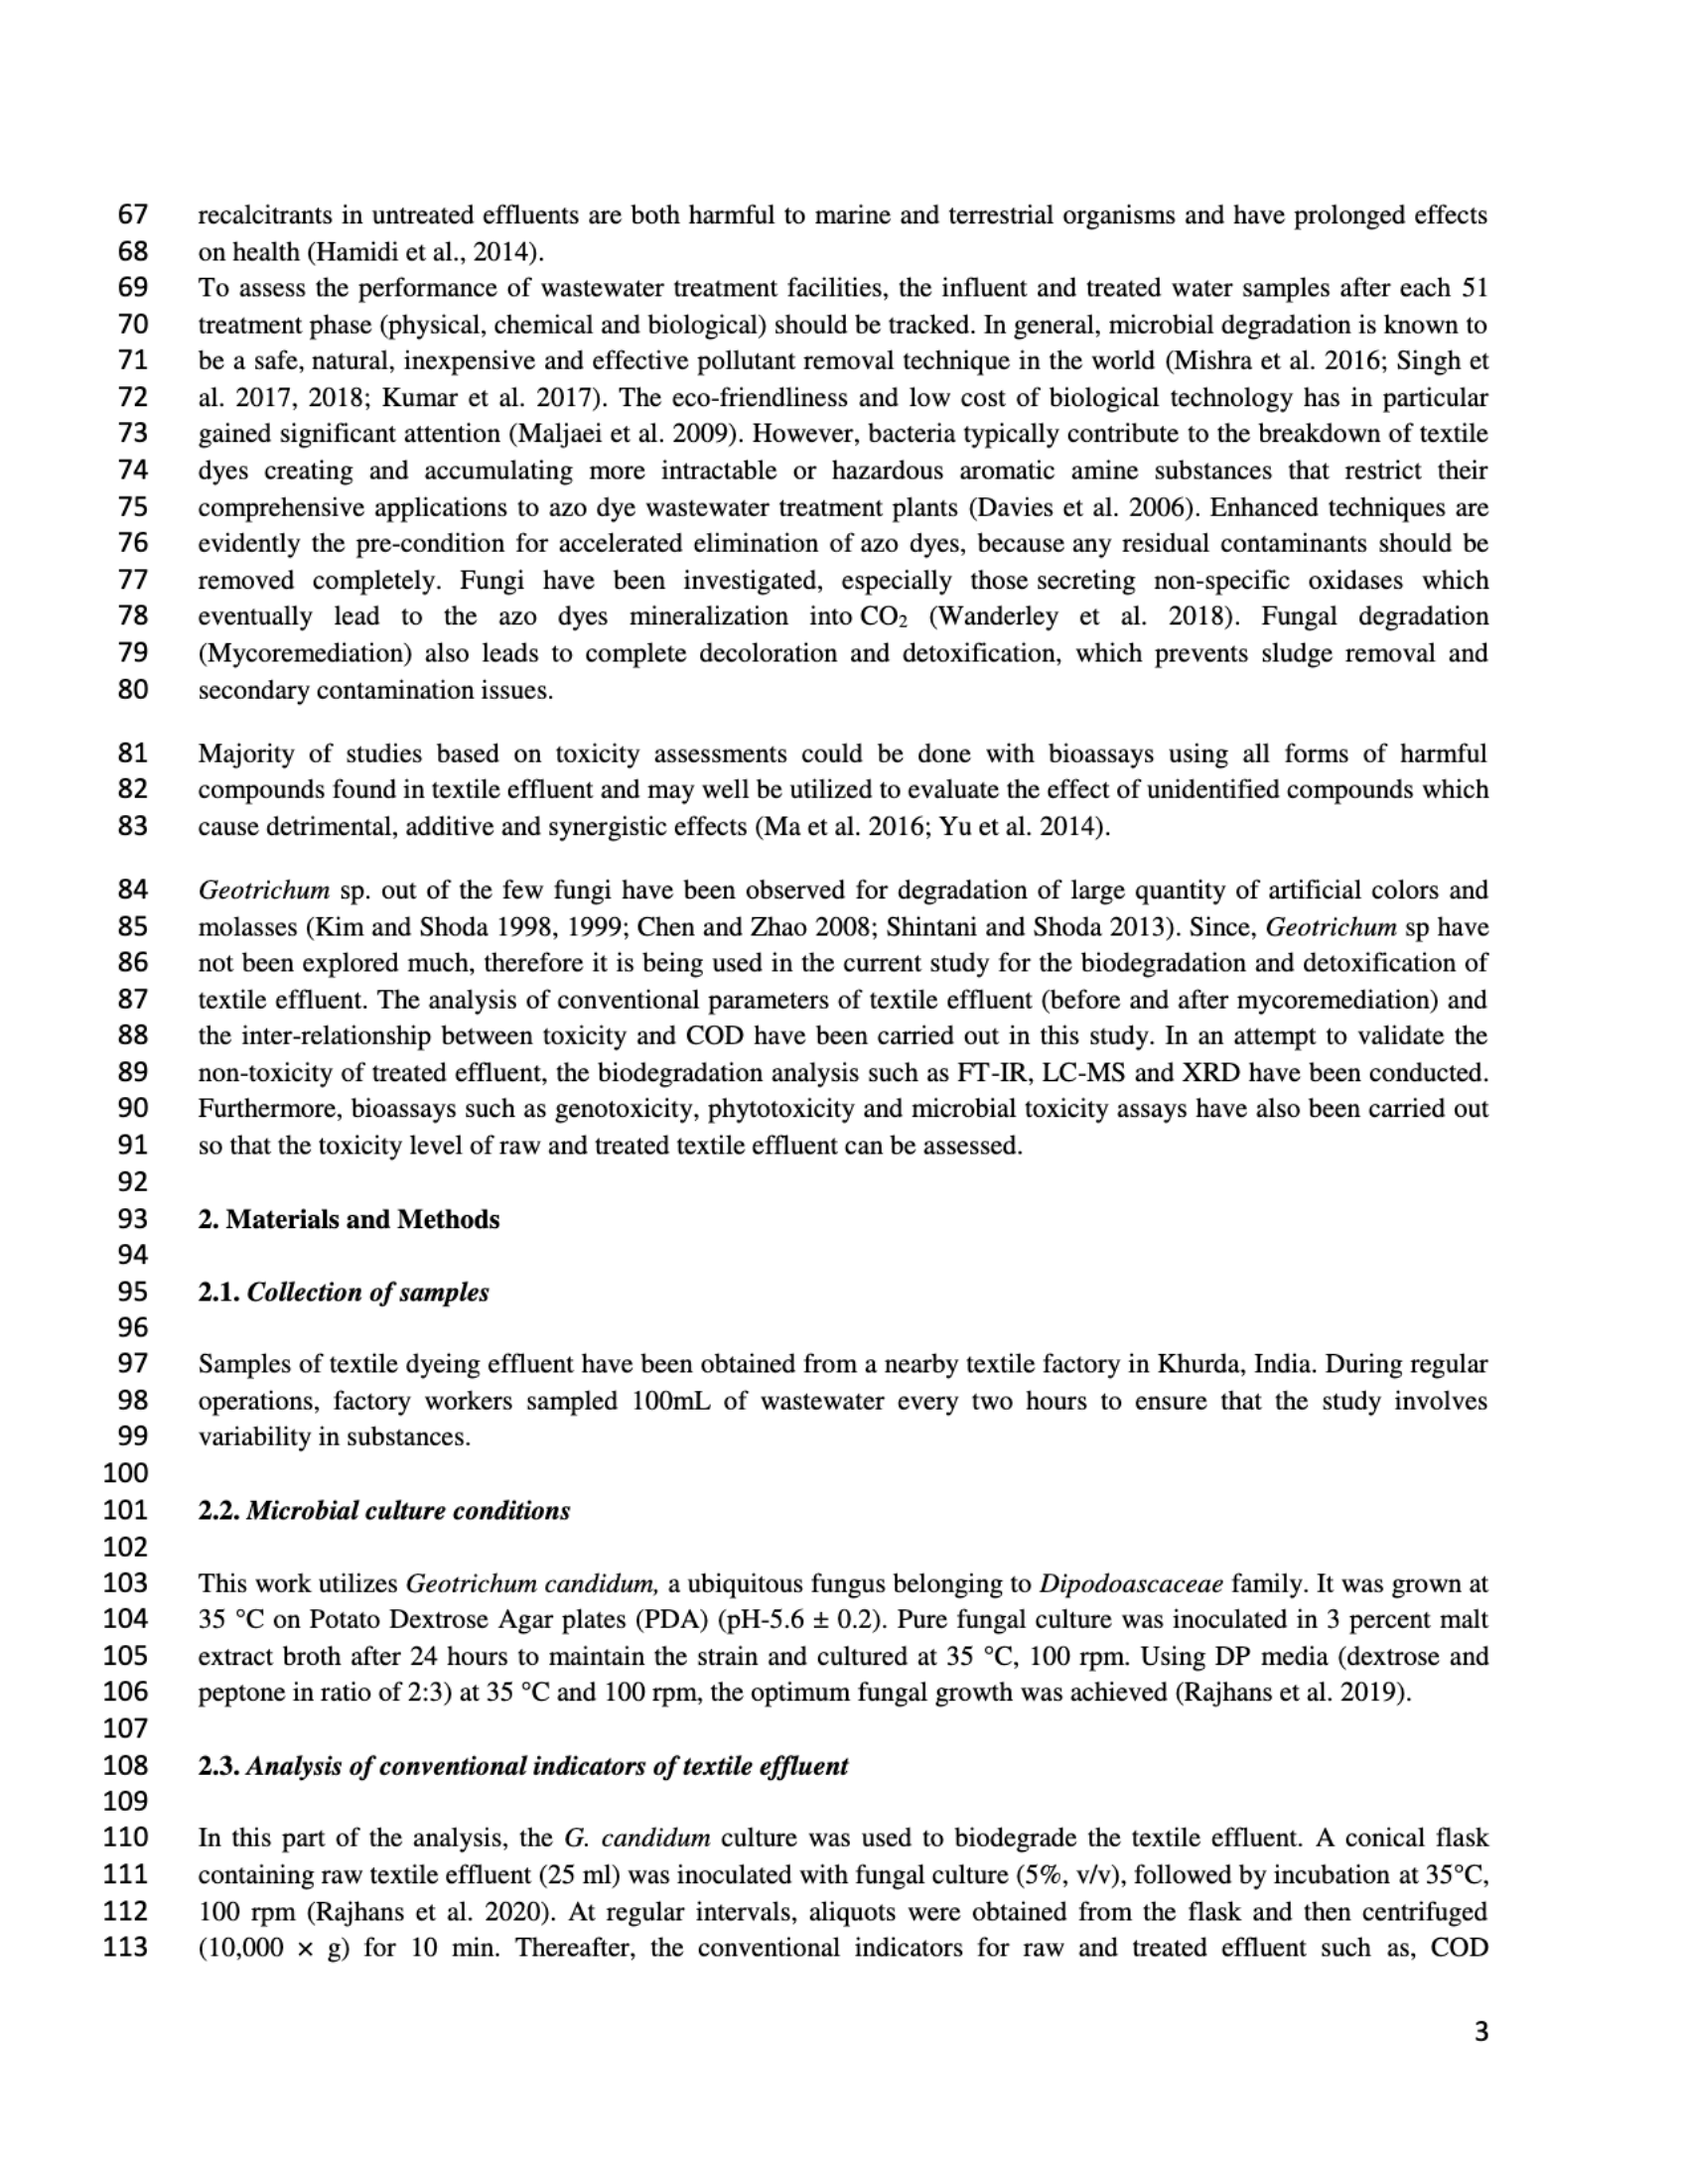 67 recalcitrants in untreated effluents are both harmful to marine and terrestrial organisms and have prolonged effects
68 on health (Hamidi et al., 2014).
69 To assess the performance of wastewater treatment facilities, the influent and treated water samples after each 51
70 treatment phase (physical, chemical and biological) should be tracked. In general, microbial degradation is known to
71 be a safe, natural, inexpensive and effective pollutant removal technique in the world (Mishra et al. 2016; Singh et
72 al. 2017, 2018; Kumar et al. 2017). The eco-friendliness and low cost of biological technology has in particular
73 gained significant attention (Maljaei et al. 2009). However, bacteria typically contribute to the breakdown of textile
74 dyes creating and accumulating more intractable or hazardous aromatic amine substances that restrict their
75 comprehensive applications to azo dye wastewater treatment plants (Davies et al. 2006). Enhanced techniques are
76 evidently the pre-condition for accelerated elimination of azo dyes, because any residual contaminants should be
77 removed completely. Fungi have been investigated, especially those secreting non-specific oxidases which
78 eventually lead to the azo dyes mineralization into CO₂ (Wanderley et al. 2018). Fungal degradation
79 (Mycoremediation) also leads to complete decoloration and detoxification, which prevents sludge removal and
80 secondary contamination issues.
81 Majority of studies based on toxicity assessments could be done with bioassays using all forms of harmful
82 compounds found in textile effluent and may well be utilized to evaluate the effect of unidentified compounds which
83 cause detrimental, additive and synergistic effects (Ma et al. 2016; Yu et al. 2014).
84 Geotrichum sp. out of the few fungi have been observed for degradation of large quantity of artificial colors and
85 molasses (Kim and Shoda 1998, 1999; Chen and Zhao 2008; Shintani and Shoda 2013). Since, Geotrichum sp have
86 not been explored much, therefore it is being used in the current study for the biodegradation and detoxification of
87 textile effluent. The analysis of conventional parameters of textile effluent (before and after mycoremediation) and
88 the inter-relationship between toxicity and COD have been carried out in this study. In an attempt to validate the
89 non-toxicity of treated effluent, the biodegradation analysis such as FT-IR, LC-MS and XRD have been conducted.
90 Furthermore, bioassays such as genotoxicity, phytotoxicity and microbial toxicity assays have also been carried out
91 so that the toxicity level of raw and treated textile effluent can be assessed.
92
93 2. Materials and Methods
94
95 2.1. Collection of samples
96
97 Samples of textile dyeing effluent have been obtained from a nearby textile factory in Khurda, India. During regular
98 operations, factory workers sampled 100mL of wastewater every two hours to ensure that the study involves
99 variability in substances.
100
101 2.2. Microbial culture conditions
102
103 This work utilizes Geotrichum candidum, a ubiquitous fungus belonging to Dipodoascaceae family. It was grown at
104 35 °C on Potato Dextrose Agar plates (PDA) (pH-5.6 ± 0.2). Pure fungal culture was inoculated in 3 percent malt
105 extract broth after 24 hours to maintain the strain and cultured at 35 °C, 100 rpm. Using DP media (dextrose and
106 peptone in ratio of 2:3) at 35 °C and 100 rpm, the optimum fungal growth was achieved (Rajhans et al. 2019).
107
108 2.3. Analysis of conventional indicators of textile effluent
109
110 In this part of the analysis, the G. candidum culture was used to biodegrade the textile effluent. A conical flask
111 containing raw textile effluent (25 ml) was inoculated with fungal culture (5%, v/v), followed by incubation at 35°C,
112 100 rpm (Rajhans et al. 2020). At regular intervals, aliquots were obtained from the flask and then centrifuged
113 (10,000 × g) for 10 min. Thereafter, the conventional indicators for raw and treated effluent such as, COD
3